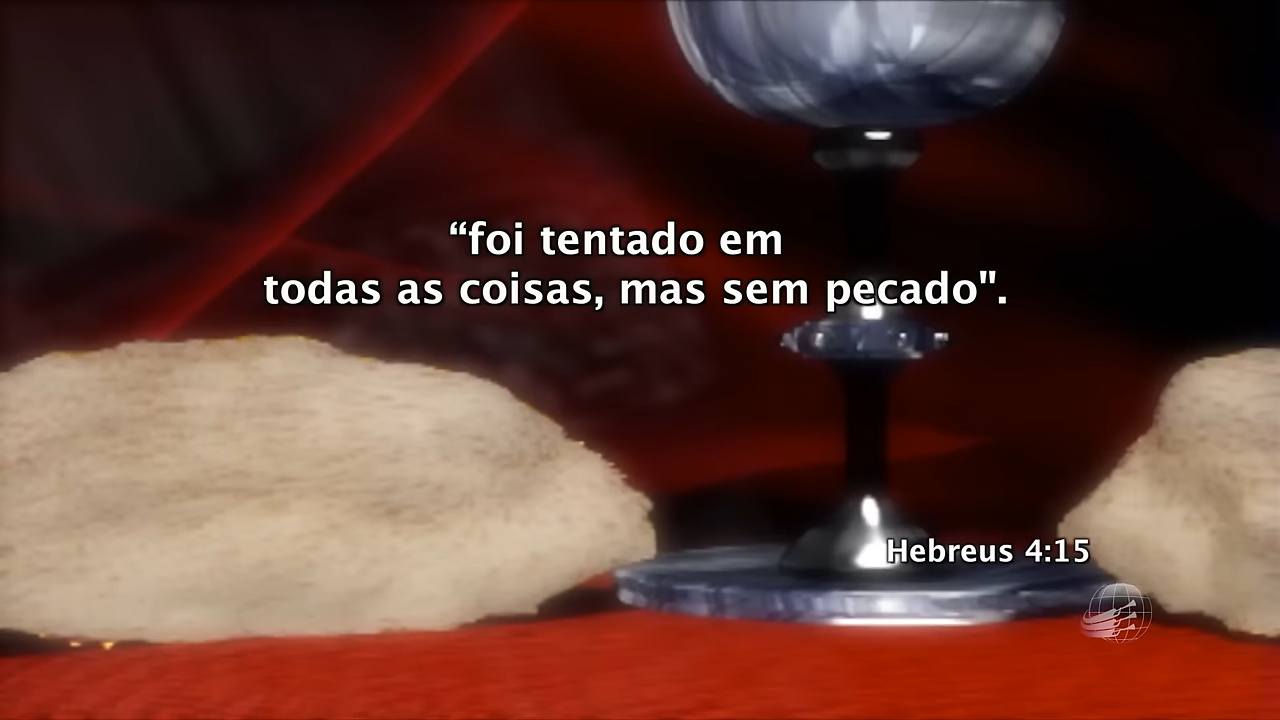 “foi tentado em
todas as coisas, mas sem pecado".
Hebreus 4:15